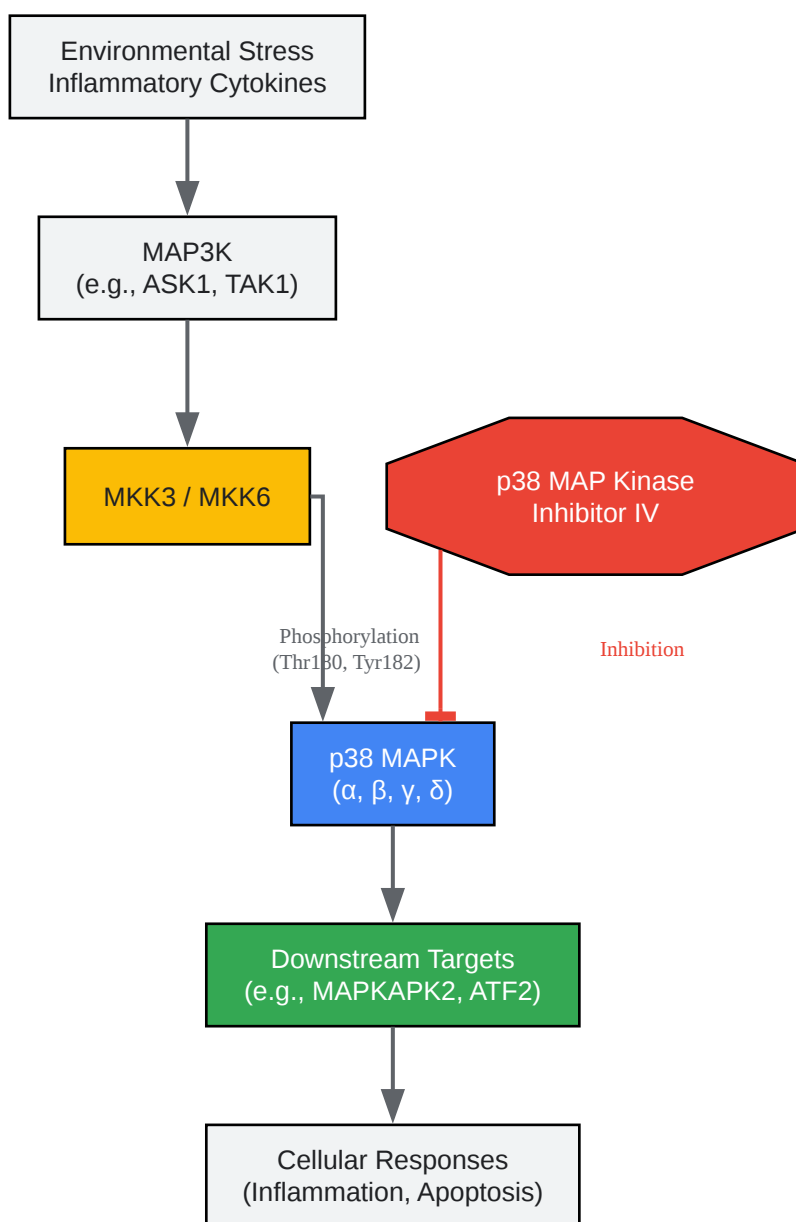 Environmental Stress
Inflammatory Cytokines
MAP3K
(e.g., ASK1, TAK1)
MKK3 / MKK6
p38 MAP Kinase
Inhibitor IV
Phosphorylation
(Thr180, Tyr182)
Inhibition
p38 MAPK
(α, β, γ, δ)
Downstream Targets
(e.g., MAPKAPK2, ATF2)
Cellular Responses
(Inflammation, Apoptosis)